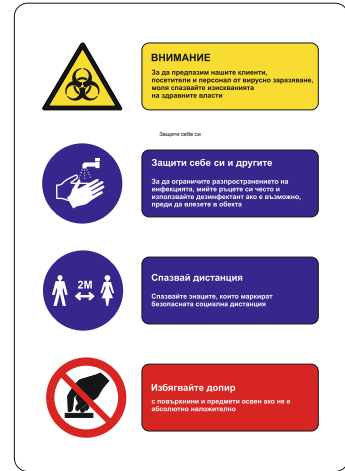 ВНИМАНИЕ
За да предпазим нашите клиенти,
посетители и персонал от вирусно заразяване,
моля спазвайте изискванията
на здравните власти
Защити себе си
Защити себе си и другите
За да ограничите разпространението на
инфекцията, мийте ръцете си често и
използвайте дезинфектант ако е възможно,
преди да влезете в обекта
2M
Спазвай дистанция
Спазвайте знаците, които маркират
безопасната социална дистанция
Избягвайте допир
с повърхнини и предмети освен ако не е
абсолютно наложително